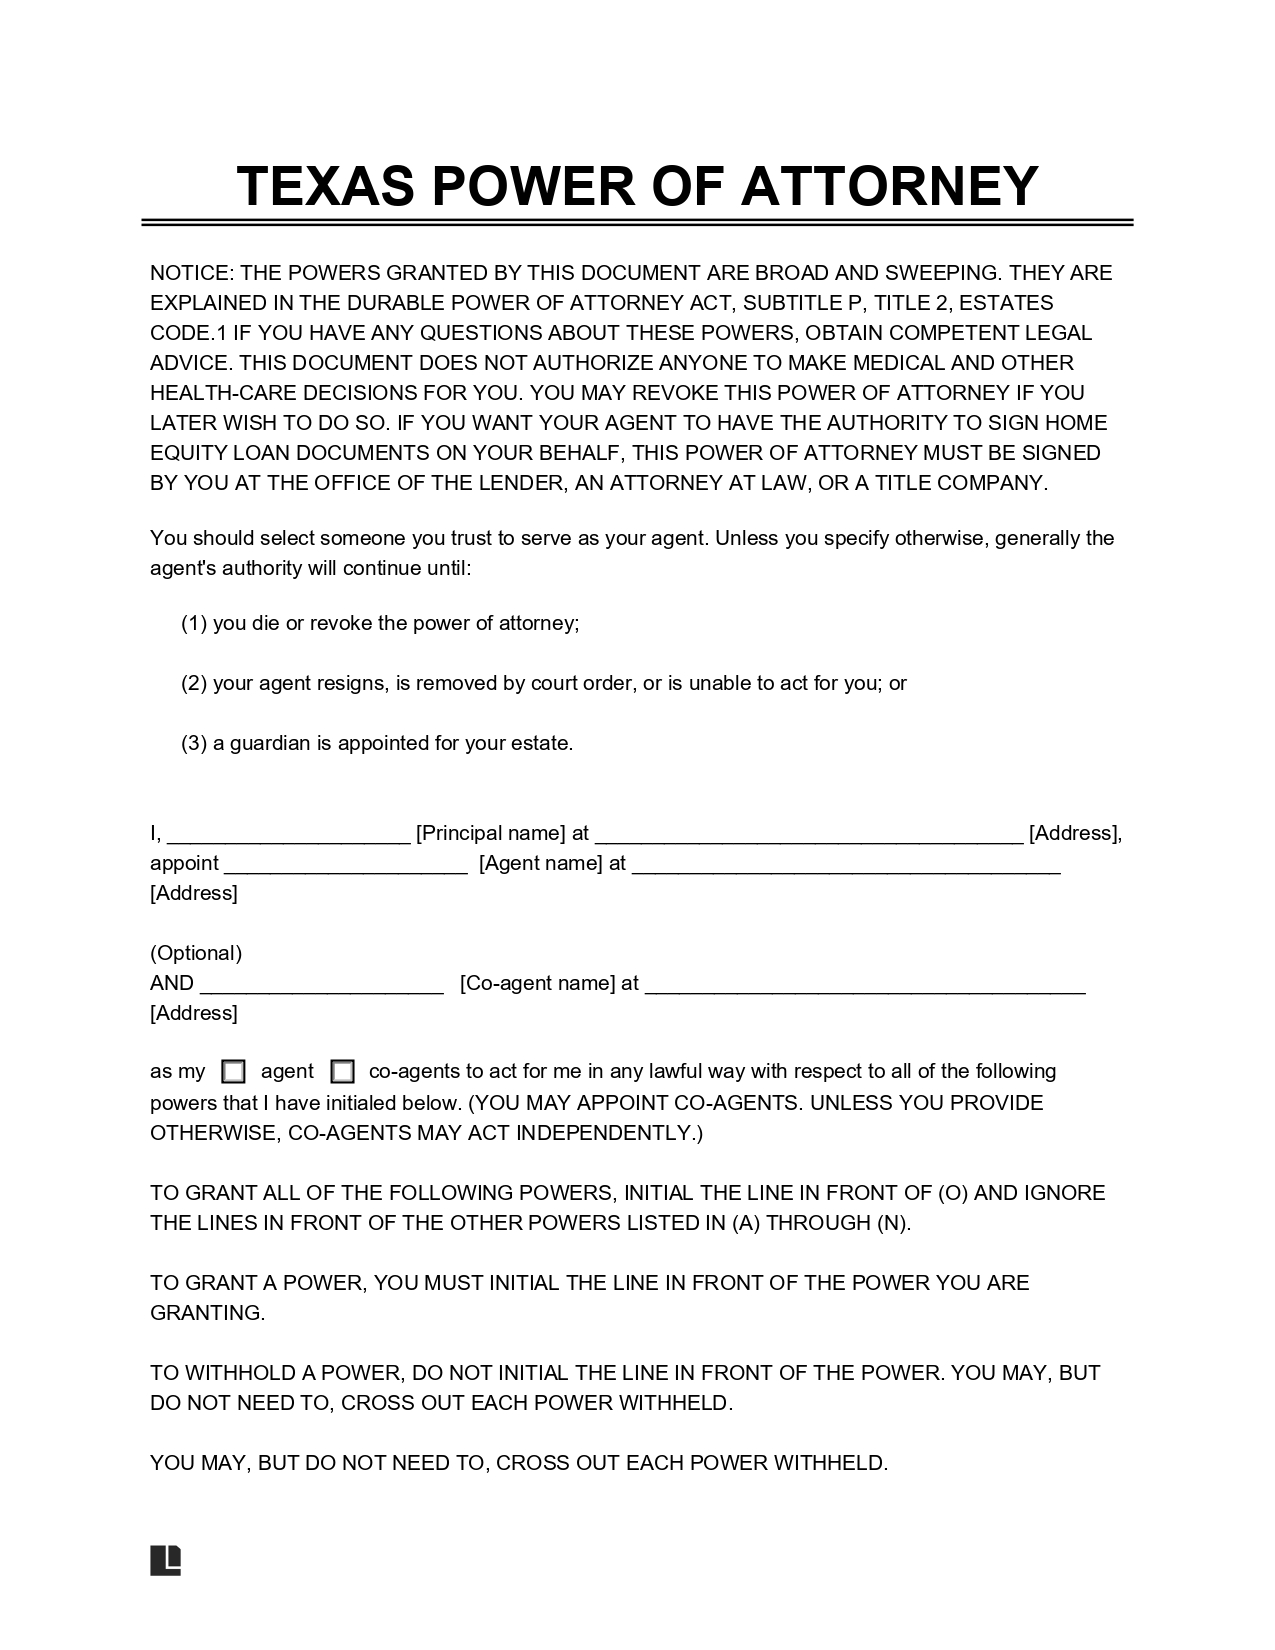 TEXAS POWER OF ATTORNEY
NOTICE: THE POWERS GRANTED BY THIS DOCUMENT ARE BROAD AND SWEEPING. THEY ARE
EXPLAINED IN THE DURABLE POWER OF ATTORNEY ACT, SUBTITLE P, TITLE 2, ESTATES
CODE.1 IF YOU HAVE ANY QUESTIONS ABOUT THESE POWERS, OBTAIN COMPETENT LEGAL
ADVICE. THIS DOCUMENT DOES NOT AUTHORIZE ANYONE TO MAKE MEDICAL AND OTHER
HEALTH-CARE DECISIONS FOR YOU. YOU MAY REVOKE THIS POWER OF ATTORNEY IF YOU
LATER WISH TO DO SO. IF YOU WANT YOUR AGENT TO HAVE THE AUTHORITY TO SIGN HOME
EQUITY LOAN DOCUMENTS ON YOUR BEHALF, THIS POWER OF ATTORNEY MUST BE SIGNED
BY YOU AT THE OFFICE OF THE LENDER, AN ATTORNEY AT LAW, OR A TITLE COMPANY.
You should select someone you trust to serve as your agent. Unless you specify otherwise, generally the
agent's authority will continue until:
(1) you die or revoke the power of attorney;
(2) your agent resigns, is removed by court order, or is unable to act for you; or
(3) a guardian is appointed for your estate.
I, _____________________ [Principal name] at _____________________________________ [Address],
appoint _____________________ [Agent name] at _____________________________________
[Address]
(Optional)
AND _____________________ [Co-agent name] at ______________________________________
[Address]
as my ☐ agent ☐ co-agents to act for me in any lawful way with respect to all of the following
powers that I have initialed below. (YOU MAY APPOINT CO-AGENTS. UNLESS YOU PROVIDE
OTHERWISE, CO-AGENTS MAY ACT INDEPENDENTLY.)
TO GRANT ALL OF THE FOLLOWING POWERS, INITIAL THE LINE IN FRONT OF (O) AND IGNORE
THE LINES IN FRONT OF THE OTHER POWERS LISTED IN (A) THROUGH (N).
TO GRANT A POWER, YOU MUST INITIAL THE LINE IN FRONT OF THE POWER YOU ARE
GRANTING.
TO WITHHOLD A POWER, DO NOT INITIAL THE LINE IN FRONT OF THE POWER. YOU MAY, BUT
DO NOT NEED TO, CROSS OUT EACH POWER WITHHELD.
YOU MAY, BUT DO NOT NEED TO, CROSS OUT EACH POWER WITHHELD.